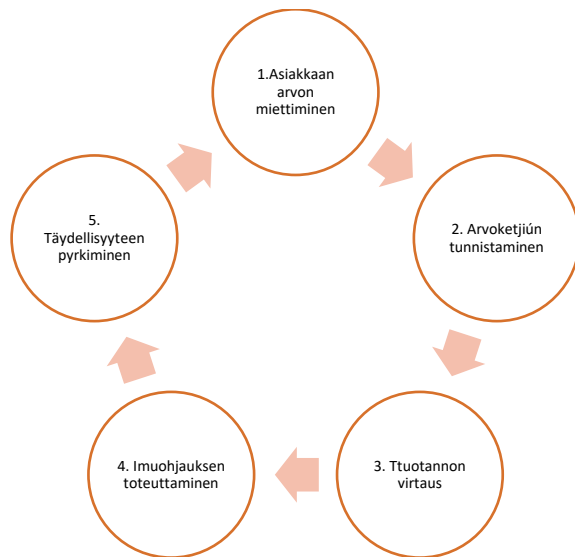 1.Asiakkaan
arvon
miettiminen
2. Arvoketjiún
tunnistaminen
3. Ttuotannon
virtaus
4. Imuohjauksen
toteuttaminen
5.
Täydellisyyteen
pyrkiminen